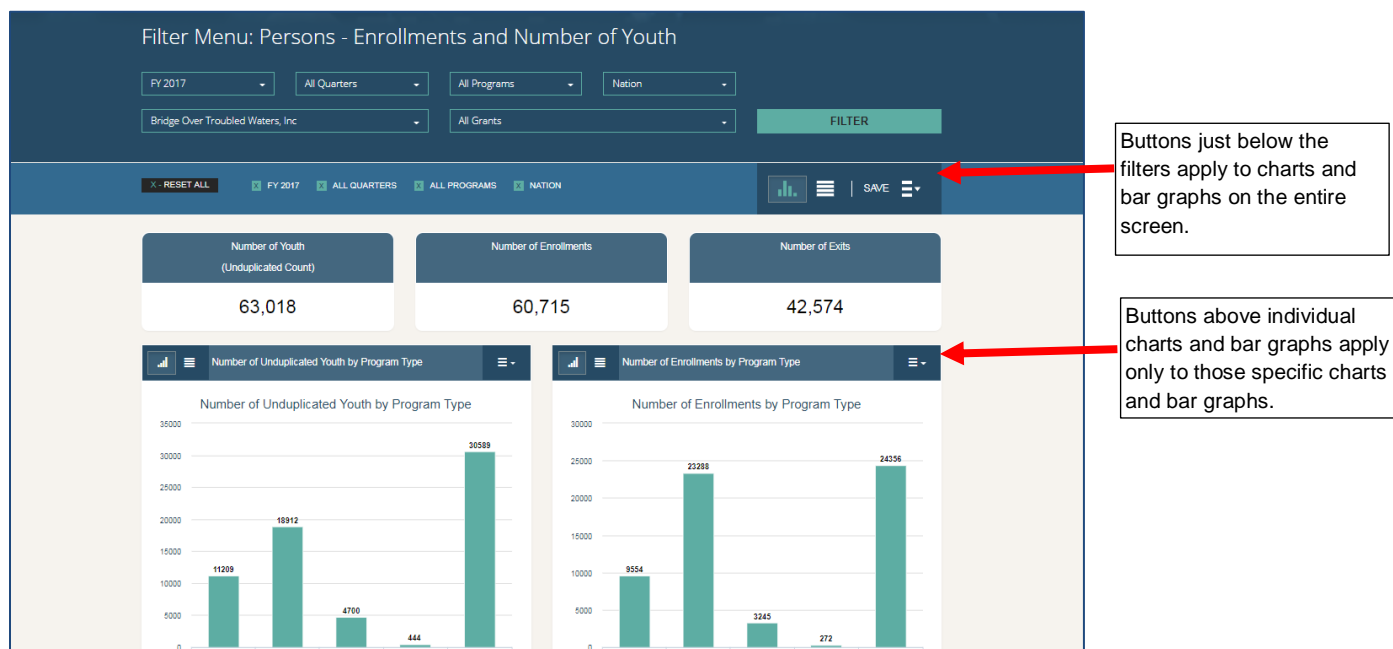 Filter Menu: Persons - Enrollments and Number of Youth
FY 2017
All Quarters
All Programs
Nation
Bridge Over Troubled Waters, Inc
All Grants
FILTER
X - RESET ALL
X FY 2017
X ALL QUARTERS
X ALL PROGRAMS
X NATION
| SAVE
Buttons just below the
filters apply to charts and
bar graphs on the entire
screen.
Number of Youth
(Unduplicated Count)
63,018
Number of Enrollments
60,715
Number of Exits
42,574
Buttons above individual
charts and bar graphs apply
only to those specific charts
and bar graphs.
Number of Unduplicated Youth by Program Type
Number of Unduplicated Youth by Program Type
35000
30000
25000
20000
15000
10000
5000
0
11209
18912
4700
444
30589
Number of Enrollments by Program Type
Number of Enrollments by Program Type
30000
25000
20000
15000
10000
5000
0
9554
23288
3245
272
24356